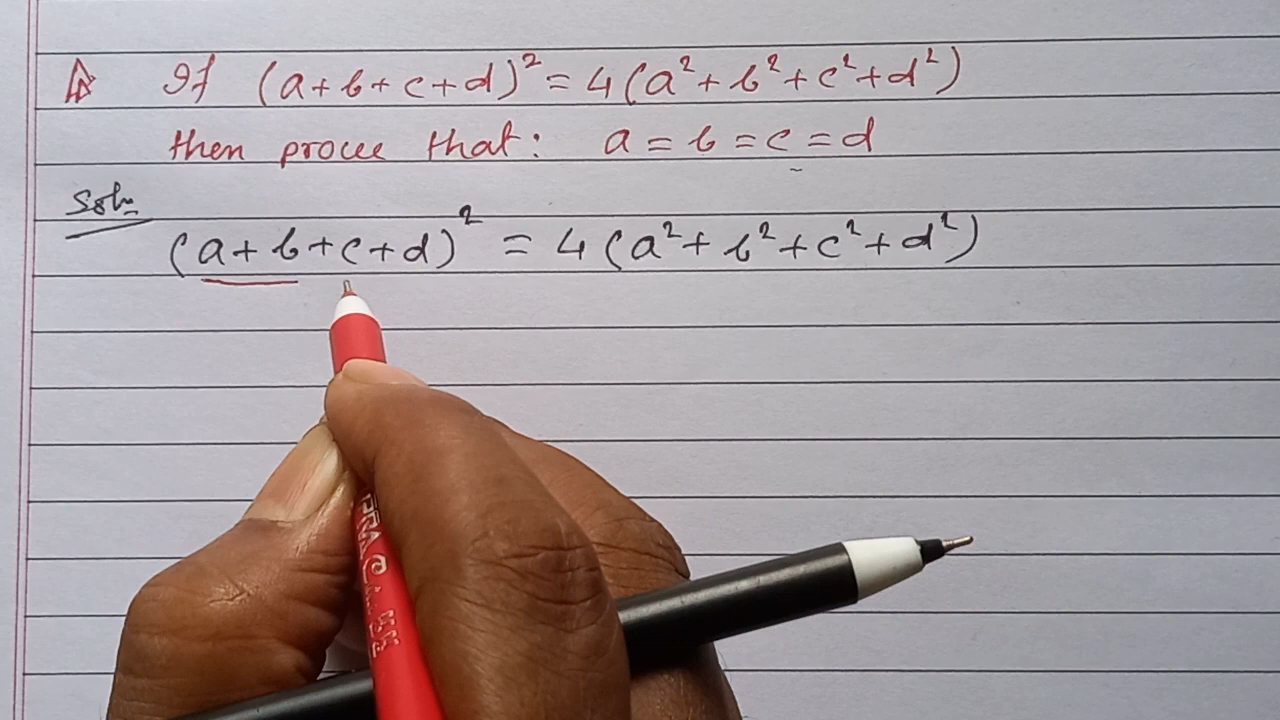 If (a+b+c+d)² = 4(a²+b²+c²+d²)
then prove that: a = b = c = d
Soln
(a+b+c+d)² = 4(a²+b²+c²+d²)